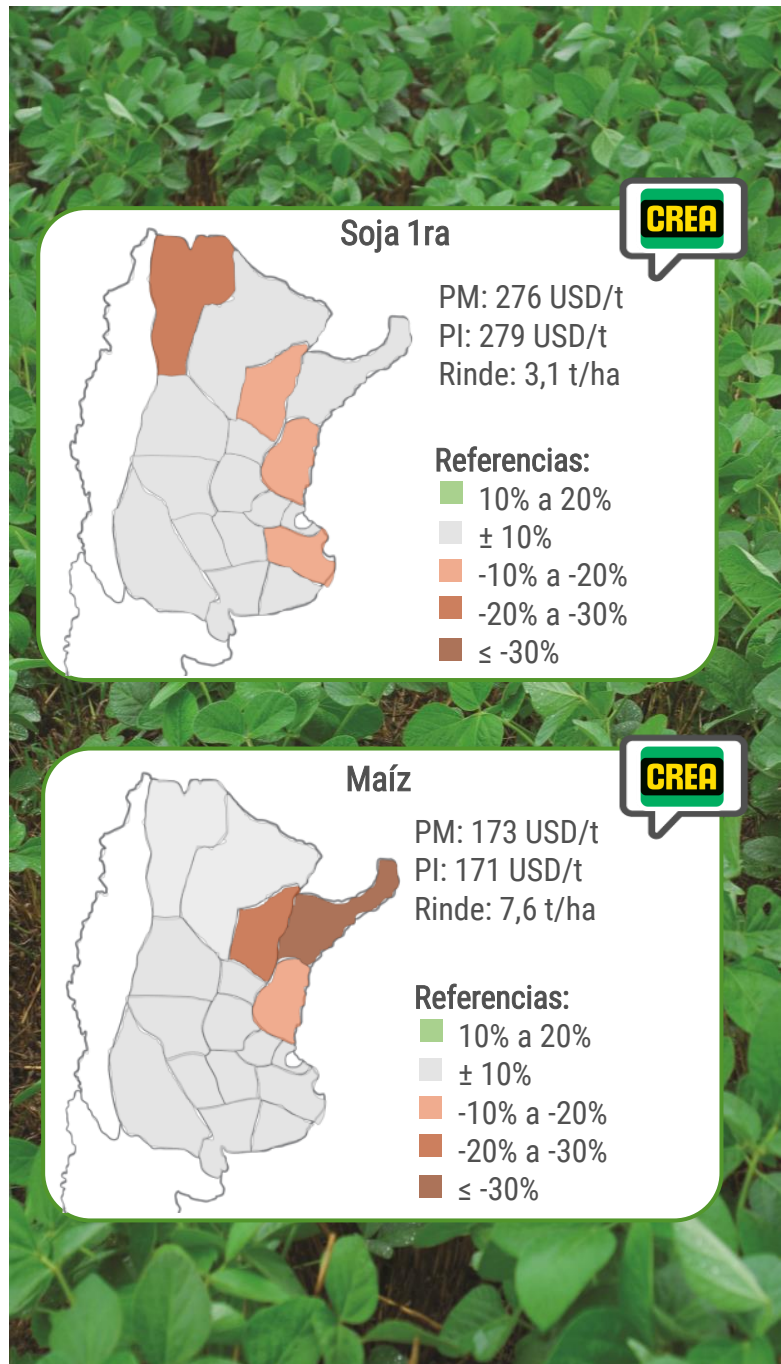 CREA
Soja 1ra
PM: 276 USD/t
PI: 279 USD/t
Rinde: 3,1 t/ha
Referencias:
10% a 20%
± 10%
-10% a -20%
-20% a -30%
≤ -30%
CREA
Maíz
PM: 173 USD/t
PI: 171 USD/t
Rinde: 7,6 t/ha
Referencias:
10% a 20%
± 10%
-10% a -20%
-20% a -30%
≤ -30%